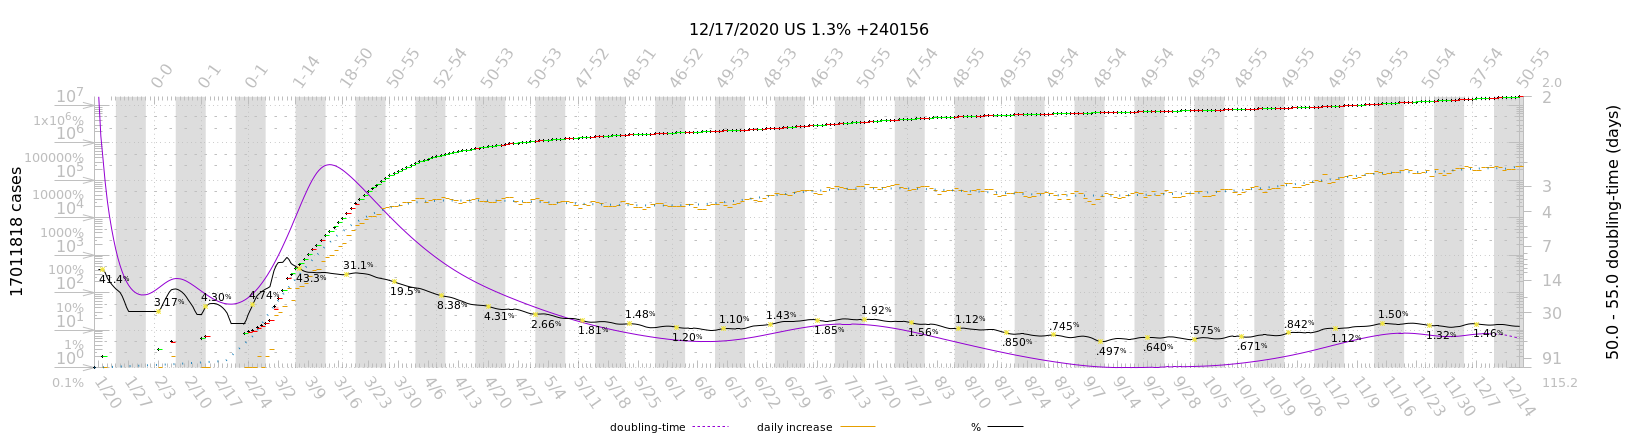 12/17/2020 US 1.3% +240156
0-0 0-1 0-1 1-14 18-50 50-55 52-54 50-53 50-53 50-55 47-52 48-51 46-52 49-53 48-53 46-53 50-55 47-54 48-55 49-55 49-54 48-54 49-54 49-53 49-54 49-55 49-55 49-55 50-54 37-54 50-55
2.0
10⁷ 2
1x10⁶%
10⁶
100000%
10⁵
10000% 3
10⁴ 4
1000%
10³ 7
100%
10² 14
10%
10¹ 30
1%
10⁰ 91
0.1% 115.2
17011818 cases
50.0 - 55.0 doubling-time (days)
41.4% 3.17% 4.30% 4.74% 43.3% 31.1% 19.5% 8.38% 4.31% 2.66% 1.81% 1.48% 1.20% 1.10% 1.43% 1.85% 1.92% 1.56% 1.12% .850% .745% .497% .640% .575% .671% .842% 1.12% 1.50% 1.32% 1.46%
1/20 1/27 2/3 2/10 2/17 2/24 3/2 3/9 3/16 3/23 3/30 4/6 4/13 4/20 4/27 5/4 5/11 5/18 5/25 6/1 6/8 6/15 6/22 6/29 7/6 7/13 7/20 7/27 8/3 8/10 8/17 8/24 8/31 9/7 9/14 9/21 9/28 10/5 10/12 10/19 10/26 11/2 11/9 11/16 11/23 11/30 12/7 12/14
doubling-time daily increase %